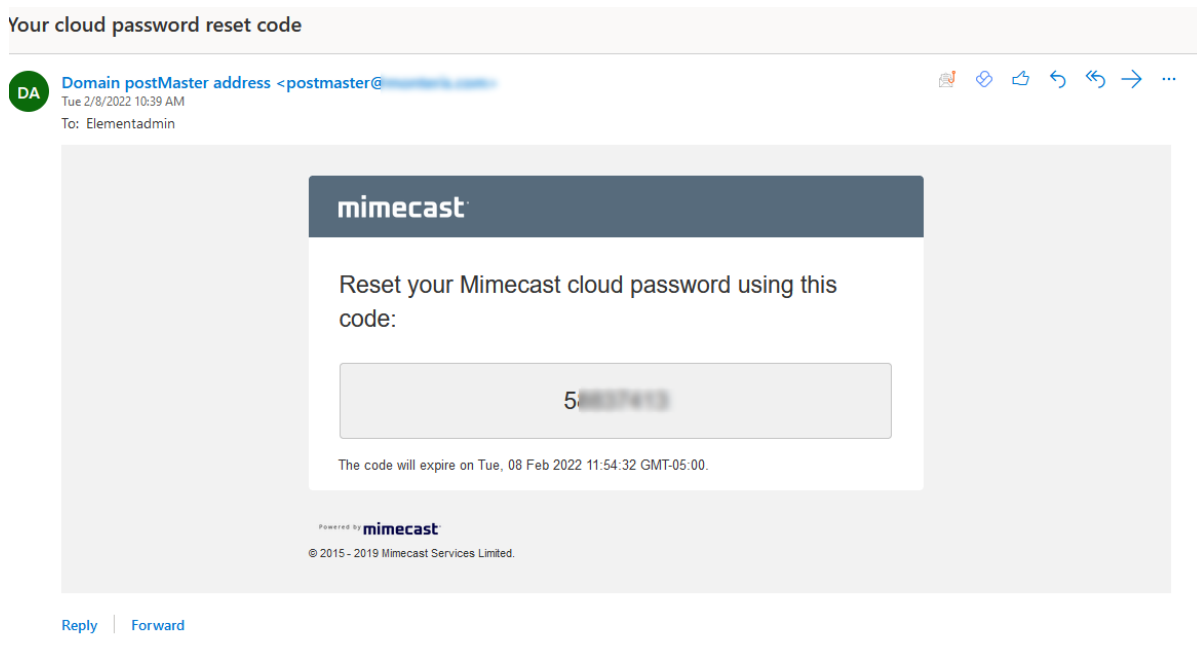 Your cloud password reset code
DA
Domain postMaster address <postmaster@
Tue 2/8/2022 10:39 AM
To: Elementadmin
mimecast
Reset your Mimecast cloud password using this
code:
The code will expire on Tue, 08 Feb 2022 11:54:32 GMT-05:00.
Powered by mimecast
© 2015 - 2019 Mimecast Services Limited.
Reply
Forward